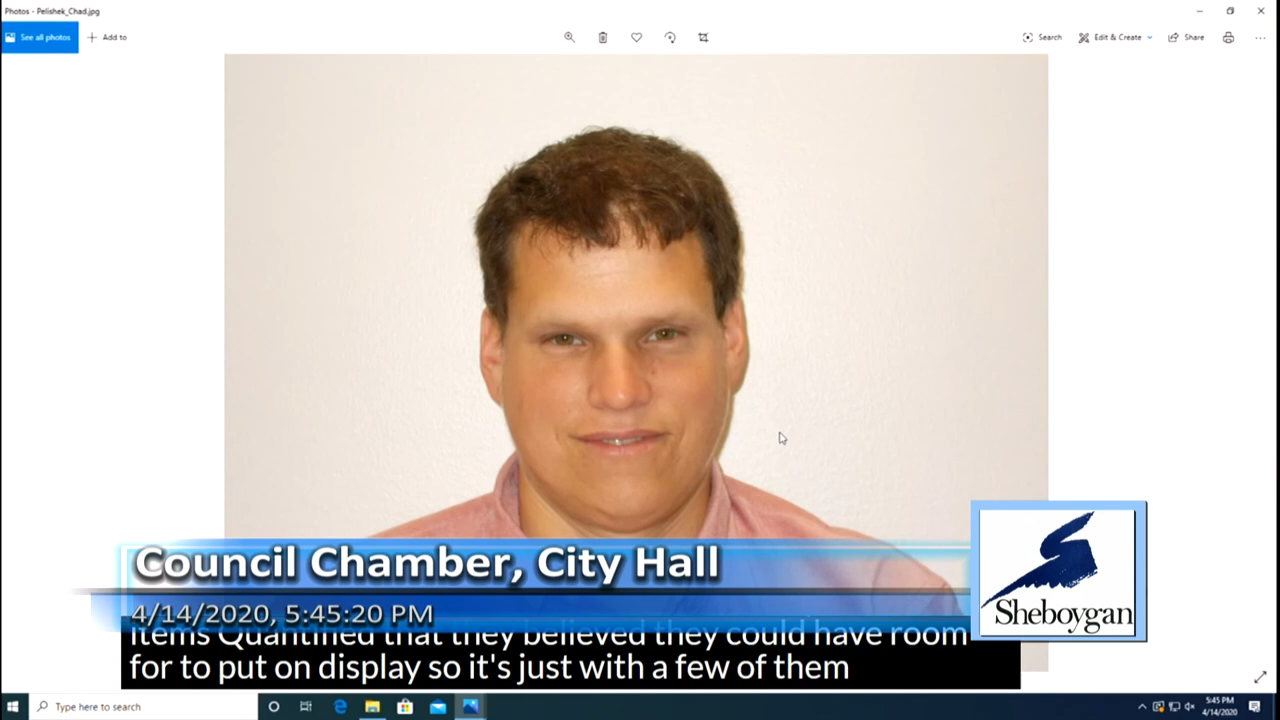 Photos - Pelishek_Chad.jpg
See all photos
Add to
Search
Edit & Create
Share
Council Chamber, City Hall
4/14/2020, 5:45:20 PM
items Quantified that they believed they could have room
for to put on display so it's just with a few of them
Sheboygan
Type here to search
5:45 PM
4/14/2020